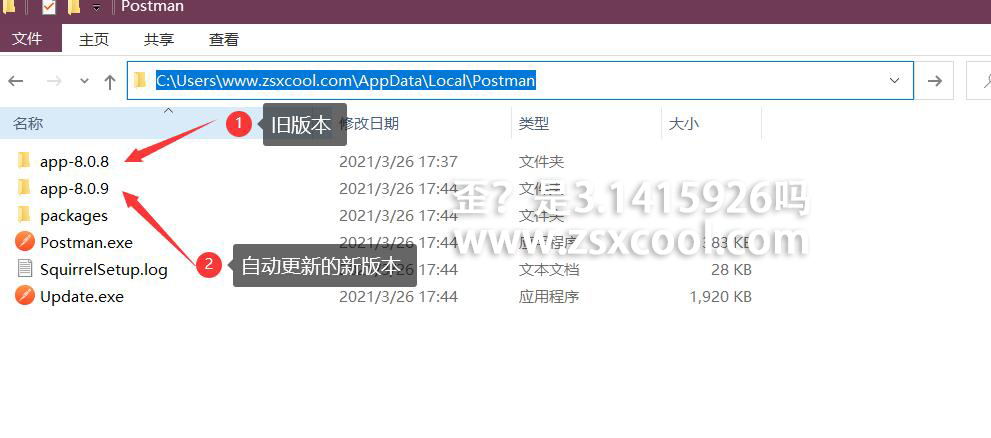 Postman
文件 主页 共享 查看
C:\Users\www.zsxcool.com\AppData\Local\Postman
名称 修改日期 类型 大小
1 旧版本
app-8.0.8 2021/3/26 17:37 文件夹
app-8.0.9 2021/3/26 17:44 文件夹
歪？是3.1415926吗
packages 2021/3/26 17:44 文件夹
Postman.exe 2021/3/26 17:44 应用程序 383 KB
www.zsxcool.com
2 自动更新的新版本
SquirrelSetup.log 2021/3/26 17:44 文本文档 28 KB
Update.exe 2021/3/26 17:44 应用程序 1,920 KB